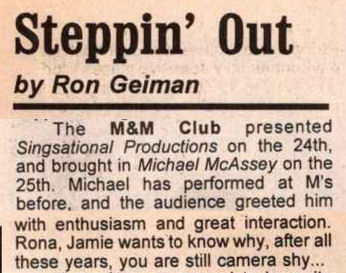 Steppin' Out
by Ron Geiman
The M&M Club presented
Singsational Productions on the 24th,
and brought in Michael McAssey on the
25th. Michael has performed at M's
before, and the audience greeted him
with enthusiasm and great interaction.
Rona, Jamie wants to know why, after all
these years, you are still camera shy...